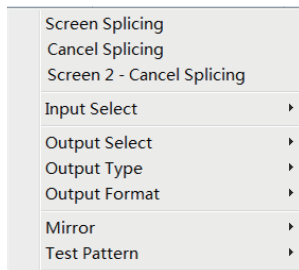 Screen Splicing
Cancel Splicing
Screen 2 - Cancel Splicing
Input Select
Output Select
Output Type
Output Format
Mirror
Test Pattern